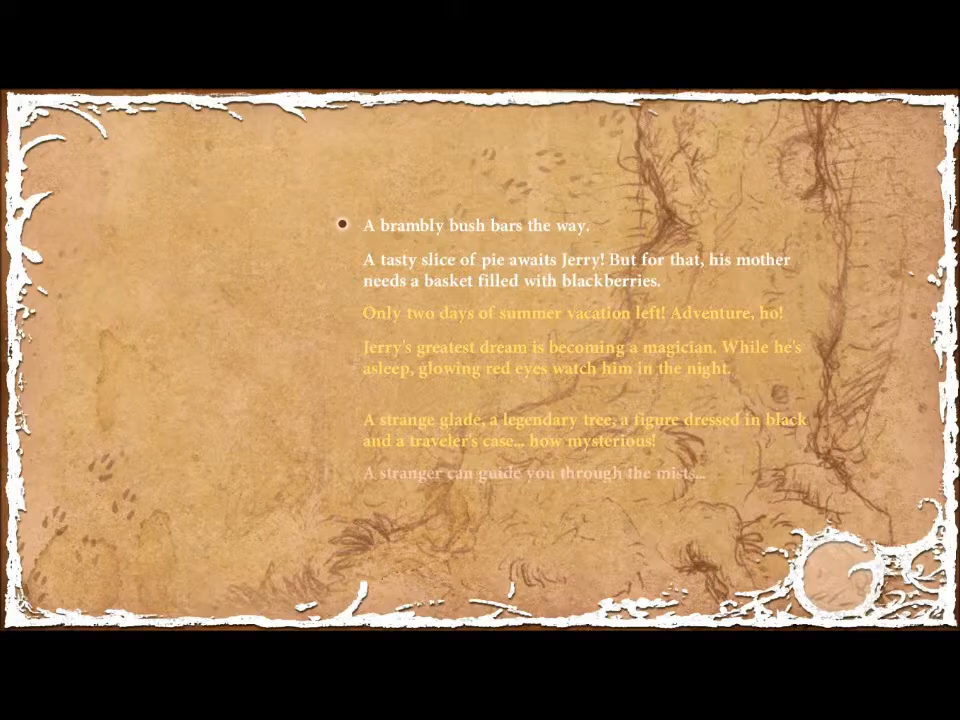 A brambly bush bars the way.
A tasty slice of pie awaits Jerry! But for that, his mother
needs a basket filled with blackberries.
Only two days of summer vacation left! Adventure, ho!
Jerry's greatest dream is becoming a magician. While he's
asleep, glowing red eyes watch him in the night.
A strange glade, a legendary tree, a figure dressed in black
and a traveler's case... how mysterious!
A stranger can guide you through the mists...